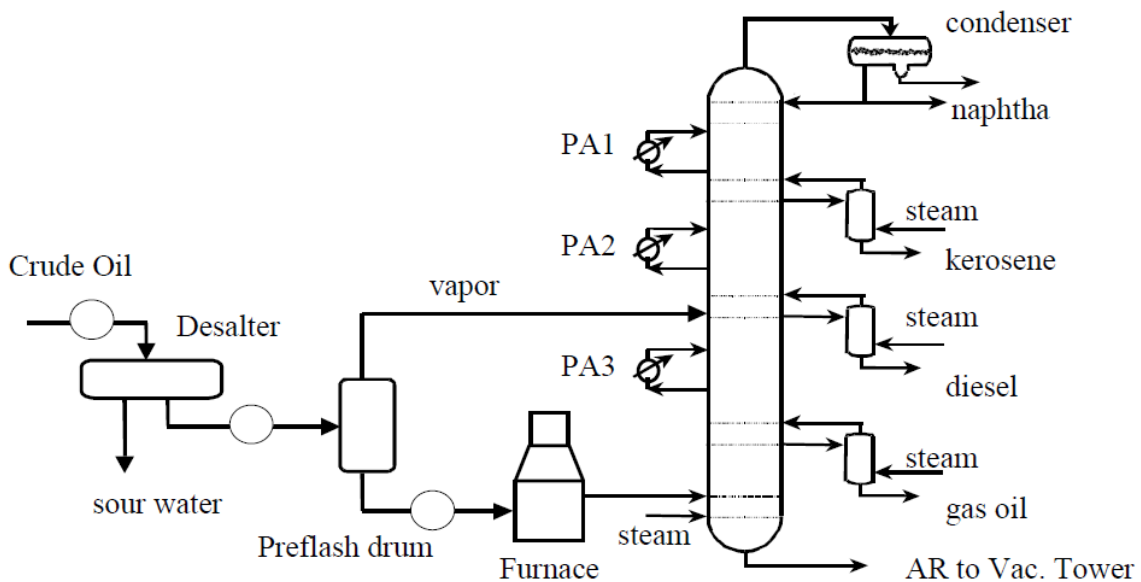 condenser
naphtha
PA1
steam
kerosene
PA2
Crude Oil
vapor
Desalter
steam
PA3
diesel
steam
sour water
gas oil
Preflash drum
steam
Furnace
AR to Vac. Tower